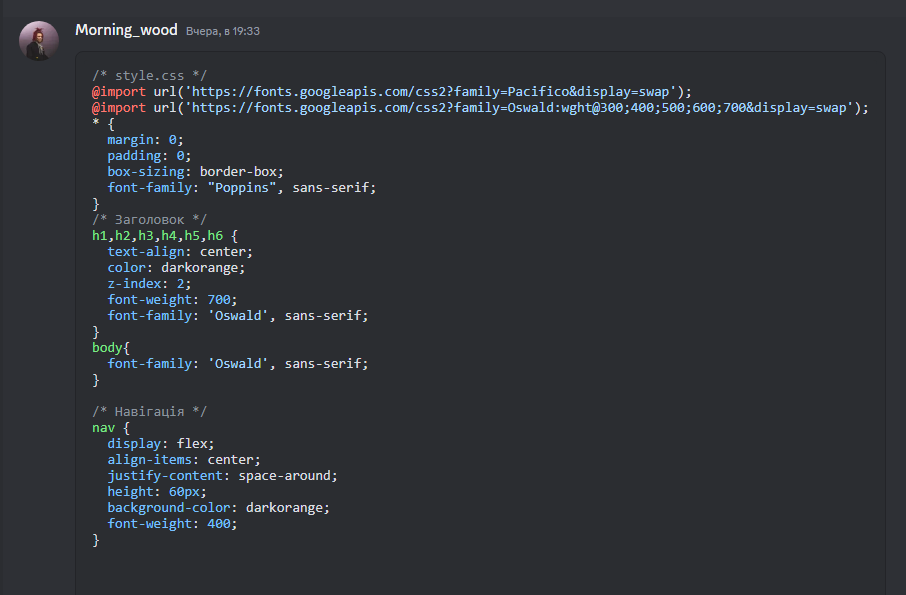 Morning_wood Вчера, в 19:33
/* style.css */
@import url('https://fonts.googleapis.com/css2?family=Pacifico&display=swap');
@import url('https://fonts.googleapis.com/css2?family=Oswald:wght@300;400;500;600;700&display=swap');
* {
  margin: 0;
  padding: 0;
  box-sizing: border-box;
  font-family: "Poppins", sans-serif;
}
/* Заголовок */
h1,h2,h3,h4,h5,h6 {
  text-align: center;
  color: darkorange;
  z-index: 2;
  font-weight: 700;
  font-family: 'Oswald', sans-serif;
}
body{
  font-family: 'Oswald', sans-serif;
}

/* Навігація */
nav {
  display: flex;
  align-items: center;
  justify-content: space-around;
  height: 60px;
  background-color: darkorange;
  font-weight: 400;
}